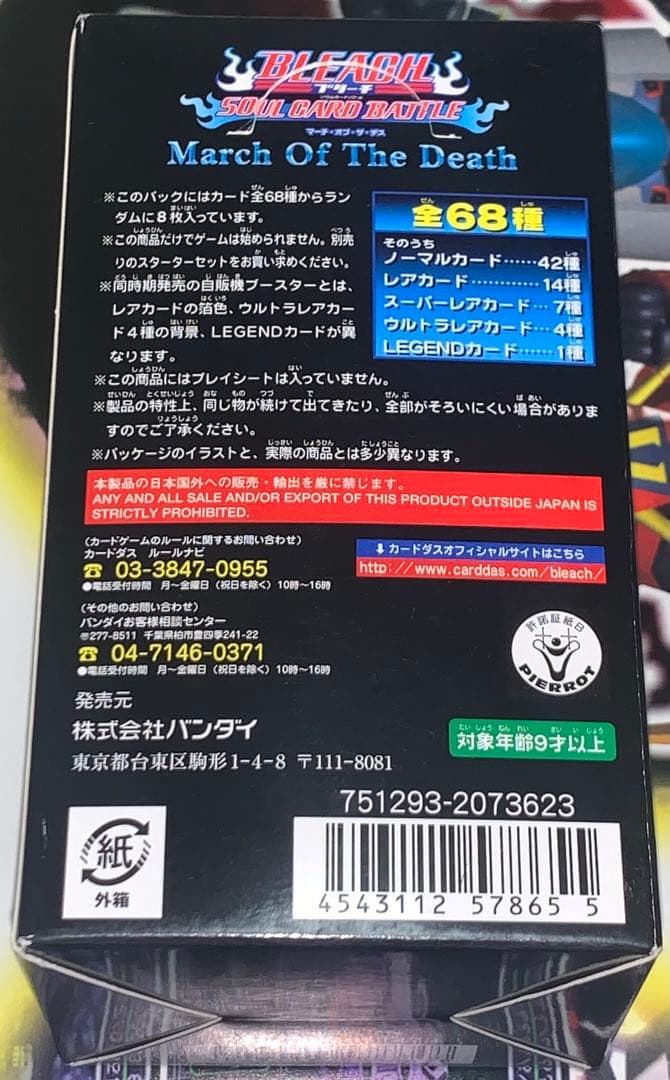 BLEACH
ブリーチ
SOUL CARD BATTLE
マーチ・オブ・ザ・デス
March Of The Death
※このパックにはカード全68種からラン
ダムに8枚入っています。
※この商品だけでゲームは始められません。別売
りのスターターセットをお買い求めください。
※同時期発売の自販機ブースターとは、
レアカードの箔色、ウルトラレアカー
ド4種の背景、LEGENDカードが異
なります。
全68種
そのうち
ノーマルカード……42種
レアカード…………14種
スーパーレアカード… 7種
ウルトラレアカード… 4種
LEGENDカード…… 1種
※この商品にはプレイシートは入っていません。
※製品の特性上、同じ物が続けて出てきたり、全部がそろいにくい場合がありま
すのでご了承ください。
※パッケージのイラストと、実際の商品とは多少異なります。
本製品の日本国外への販売・輸出を厳に禁じます。
ANY AND ALL SALE AND/OR EXPORT OF THIS PRODUCT OUTSIDE JAPAN IS
STRICTLY PROHIBITED.
(カードゲームのルールに関するお問い合わせ)
カードダス ルールナビ
☎ 03-3847-0955
●電話受付時間 月〜金曜日(祝日を除く)10時〜16時
⬇カードダスオフィシャルサイトはこちら
http://www.carddas.com/bleach/
(その他のお問い合わせ)
バンダイお客様相談センター
〒277-8511 千葉県柏市豊四季241-22
☎ 04-7146-0371
●電話受付時間 月〜金曜日(祝日を除く)10時〜16時
許諾証紙B
PIERROT
発売元
株式会社バンダイ
東京都台東区駒形1-4-8 〒111-8081
対象年齢9才以上
751293-2073623
紙
外箱
4543112 57865 5